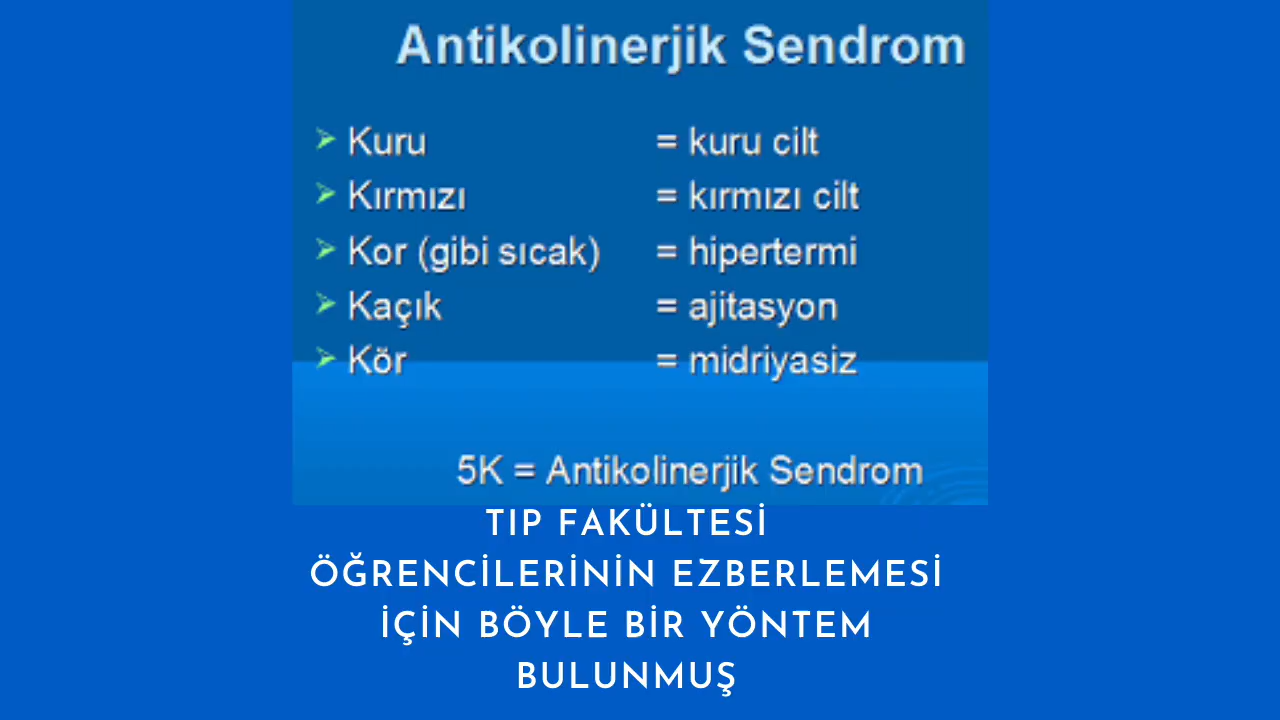 Antikolinerjik Sendrom
Kuru = kuru cilt
Kırmızı = kırmızı cilt
Kor (gibi sıcak) = hipertermi
Kaçık = ajitasyon
Kör = midriyasiz
5K = Antikolinerjik Sendrom
TIP FAKÜLTESİ
ÖĞRENCİLERİNİN EZBERLEMESİ
İÇİN BÖYLE BİR YÖNTEM
BULUNMUŞ